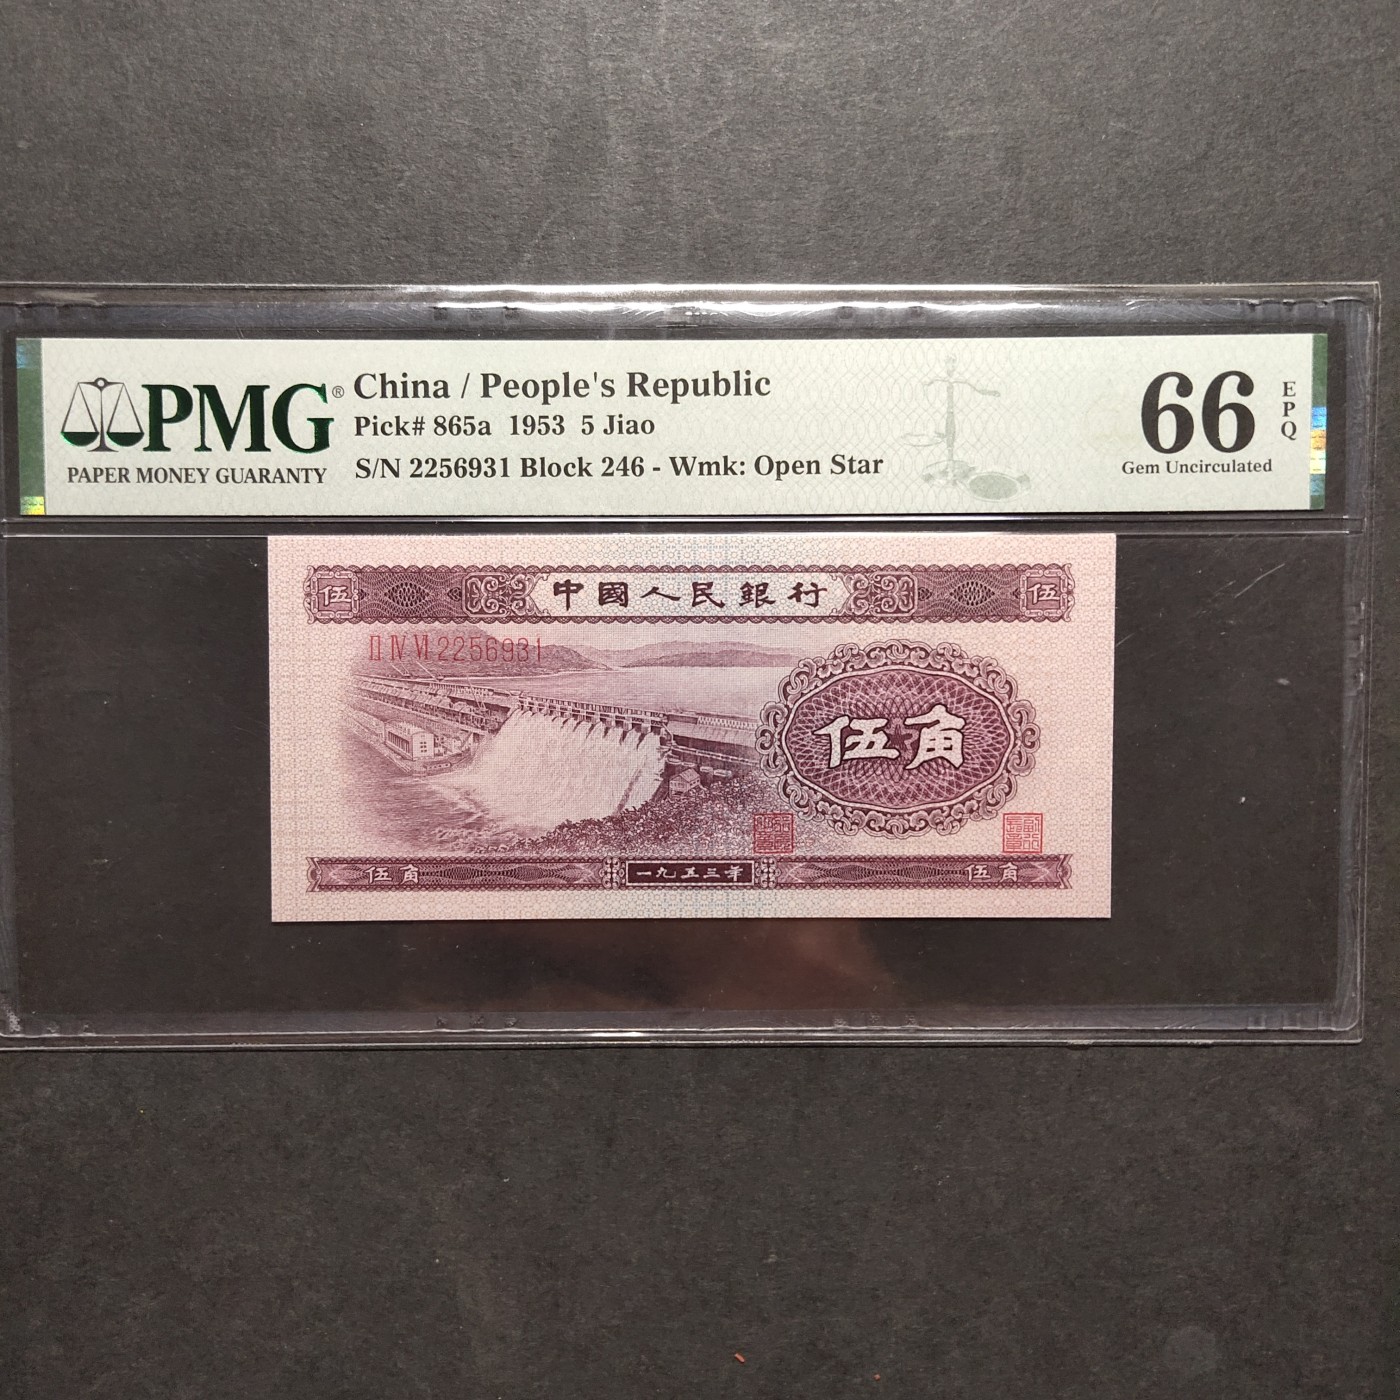 PMG®
PAPER MONEY GUARANTY
China / People's Republic
Pick# 865a 1953 5 Jiao
S/N 2256931 Block 246 - Wmk: Open Star
66 EPQ
Gem Uncirculated
伍 中國人民銀行 伍
II IV VI 2256931
伍角
伍角 一九五三年 伍角